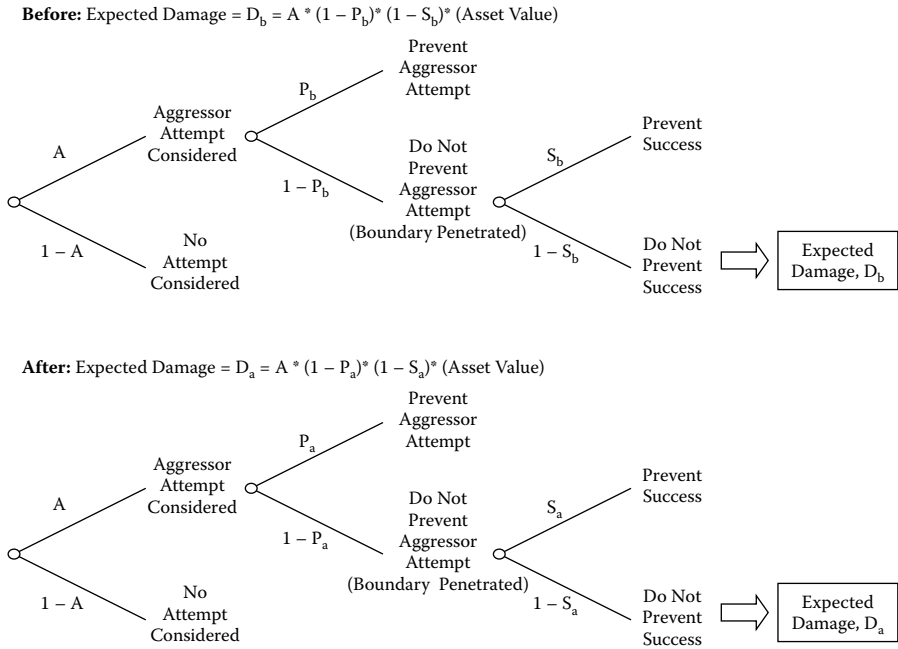 Before: Expected Damage = D_b = A * (1 – P_b)* (1 – S_b)* (Asset Value)
Prevent
Aggressor
Attempt
P_b
Aggressor
Attempt
Considered
A
1 – P_b
Do Not
Prevent
Aggressor
Attempt
(Boundary Penetrated)
S_b
Prevent
Success
1 – A
No
Attempt
Considered
1 – S_b
Do Not
Prevent
Success
Expected
Damage, D_b
After: Expected Damage = D_a = A * (1 – P_a)* (1 – S_a)* (Asset Value)
Prevent
Aggressor
Attempt
P_a
Aggressor
Attempt
Considered
A
1 – P_a
Do Not
Prevent
Aggressor
Attempt
(Boundary Penetrated)
S_a
Prevent
Success
1 – A
No
Attempt
Considered
1 – S_a
Do Not
Prevent
Success
Expected
Damage, D_a